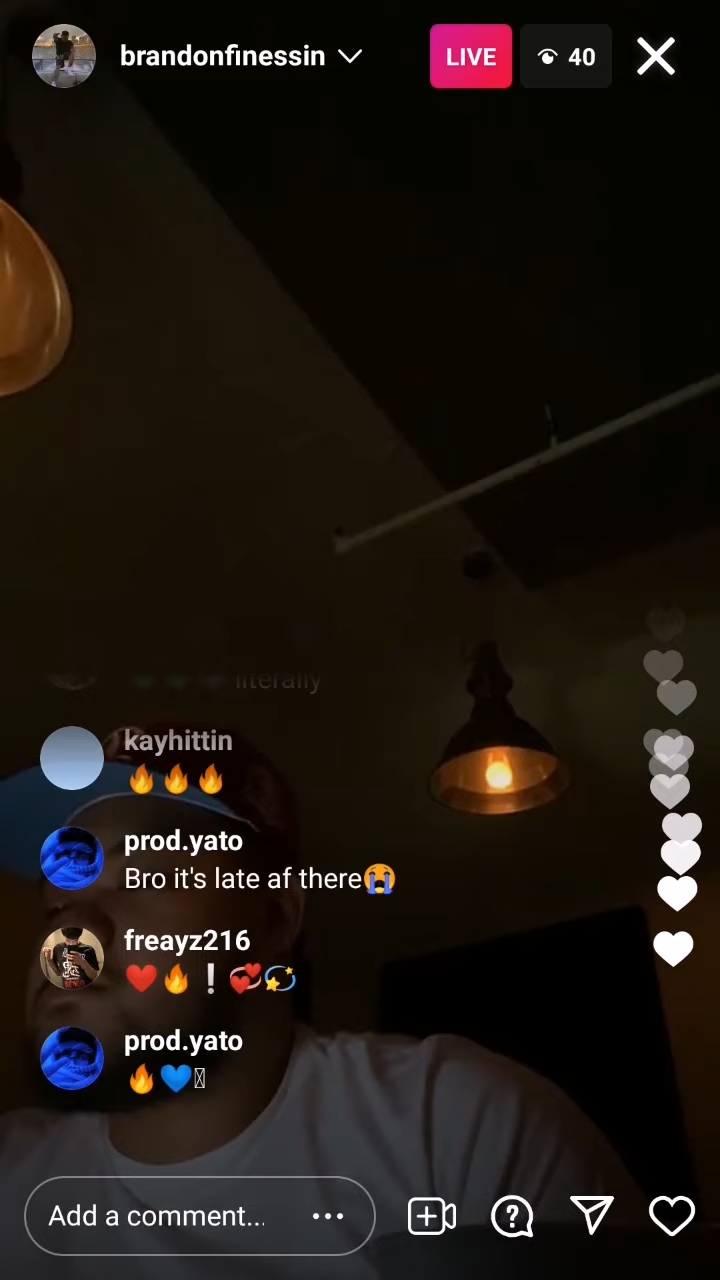 brandonfinessin
LIVE
40
literally
kayhittin
🔥🔥🔥
prod.yato
Bro it's late af there😭
freayz216
❤️🔥❕💞💫
prod.yato
🔥💙
Add a comment...